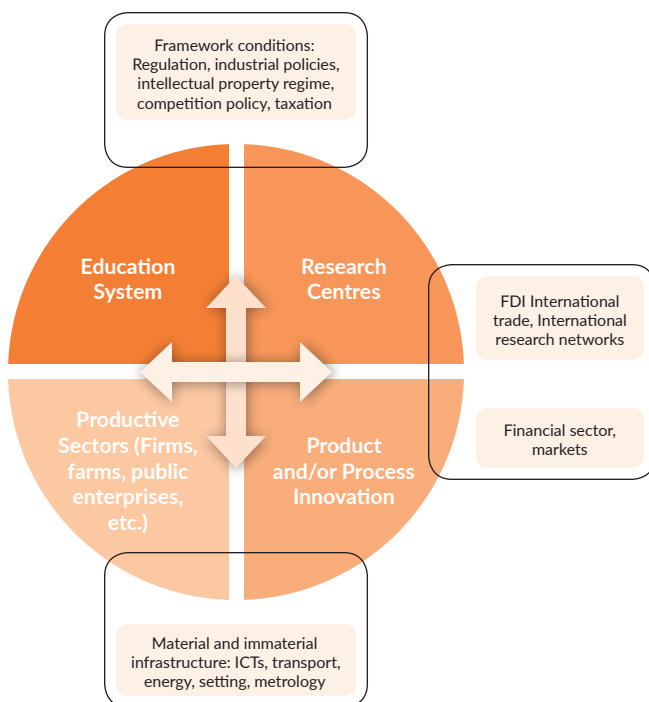 Framework conditions:
Regulation, industrial policies,
intellectual property regime,
competition policy, taxation
Education
System
Research
Centres
FDI International
trade, International
research networks
Productive
Sectors (Firms,
farms, public
enterprises,
etc.)
Product
and/or Process
Innovation
Financial sector,
markets
Material and immaterial
infrastructure: ICTs, transport,
energy, setting, metrology